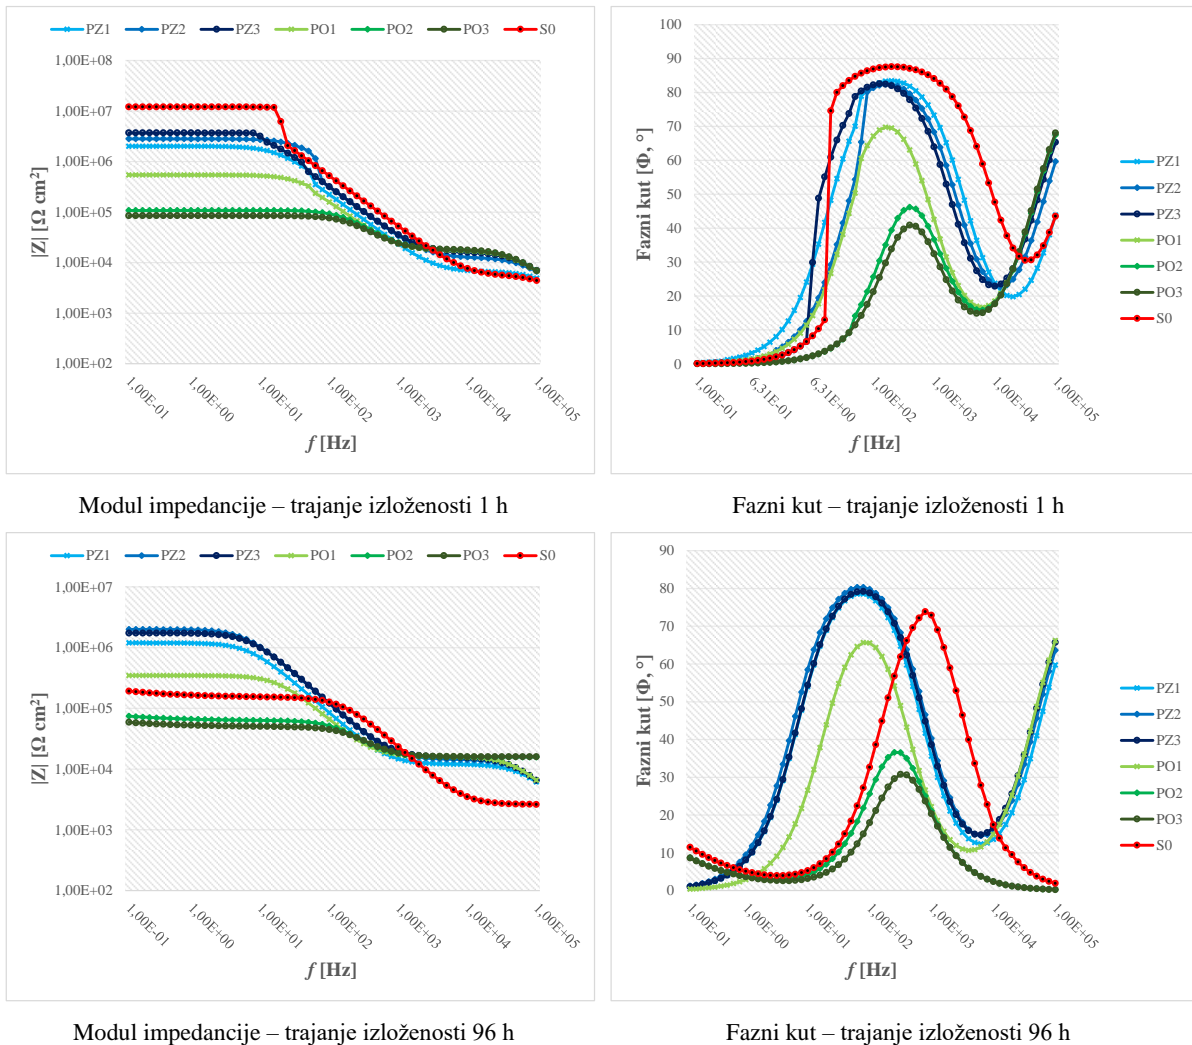 PZ1 PZ2 PZ3 PO1 PO2 PO3 S0
1,00E+08
1,00E+07
1,00E+06
1,00E+05
1,00E+04
1,00E+03
1,00E+02
|Z| [Ω cm²]
1,00E-01
1,00E+00
1,00E+01
1,00E+02
1,00E+03
1,00E+04
1,00E+05
f [Hz]
100
90
80
70
60
50
40
30
20
10
0
Fazni kut [Φ, °]
1,00E-01
6,31E-01
6,31E+00
1,00E+02
1,00E+03
1,00E+04
1,00E+05
f [Hz]
PZ1
PZ2
PZ3
PO1
PO2
PO3
S0
Modul impedancije – trajanje izloženosti 1 h
Fazni kut – trajanje izloženosti 1 h
PZ1 PZ2 PZ3 PO1 PO2 PO3 S0
1,00E+07
1,00E+06
1,00E+05
1,00E+04
1,00E+03
1,00E+02
|Z| [Ω cm²]
1,00E-01
1,00E+00
1,00E+01
1,00E+02
1,00E+03
1,00E+04
1,00E+05
f [Hz]
90
80
70
60
50
40
30
20
10
0
Fazni kut [Φ, °]
1,00E-01
1,00E+00
1,00E+01
1,00E+02
1,00E+03
1,00E+04
1,00E+05
f [Hz]
PZ1
PZ2
PZ3
PO1
PO2
PO3
S0
Modul impedancije – trajanje izloženosti 96 h
Fazni kut – trajanje izloženosti 96 h